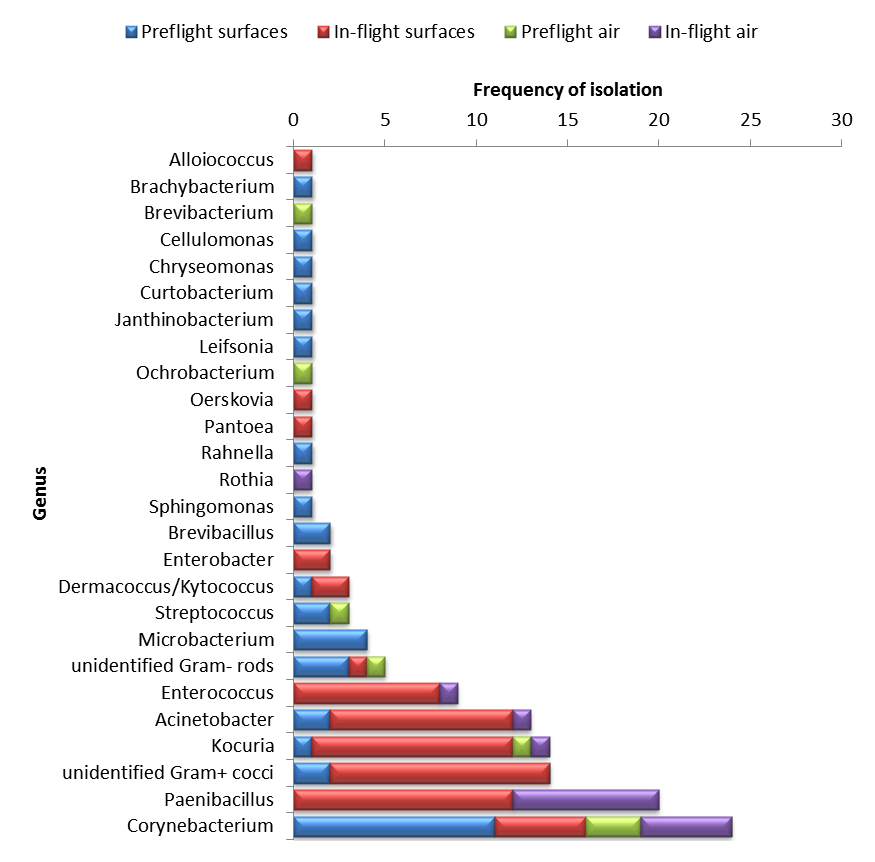 Preflight surfaces In-flight surfaces Preflight air In-flight air
Frequency of isolation
0 5 10 15 20 25 30
Alloiococcus
Brachybacterium
Brevibacterium
Cellulomonas
Chryseomonas
Curtobacterium
Janthinobacterium
Leifsonia
Ochrobacterium
Oerskovia
Pantoea
Rahnella
Rothia
Sphingomonas
Brevibacillus
Enterobacter
Dermacoccus/Kytococcus
Streptococcus
Microbacterium
unidentified Gram- rods
Enterococcus
Acinetobacter
Kocuria
unidentified Gram+ cocci
Paenibacillus
Corynebacterium
Genus